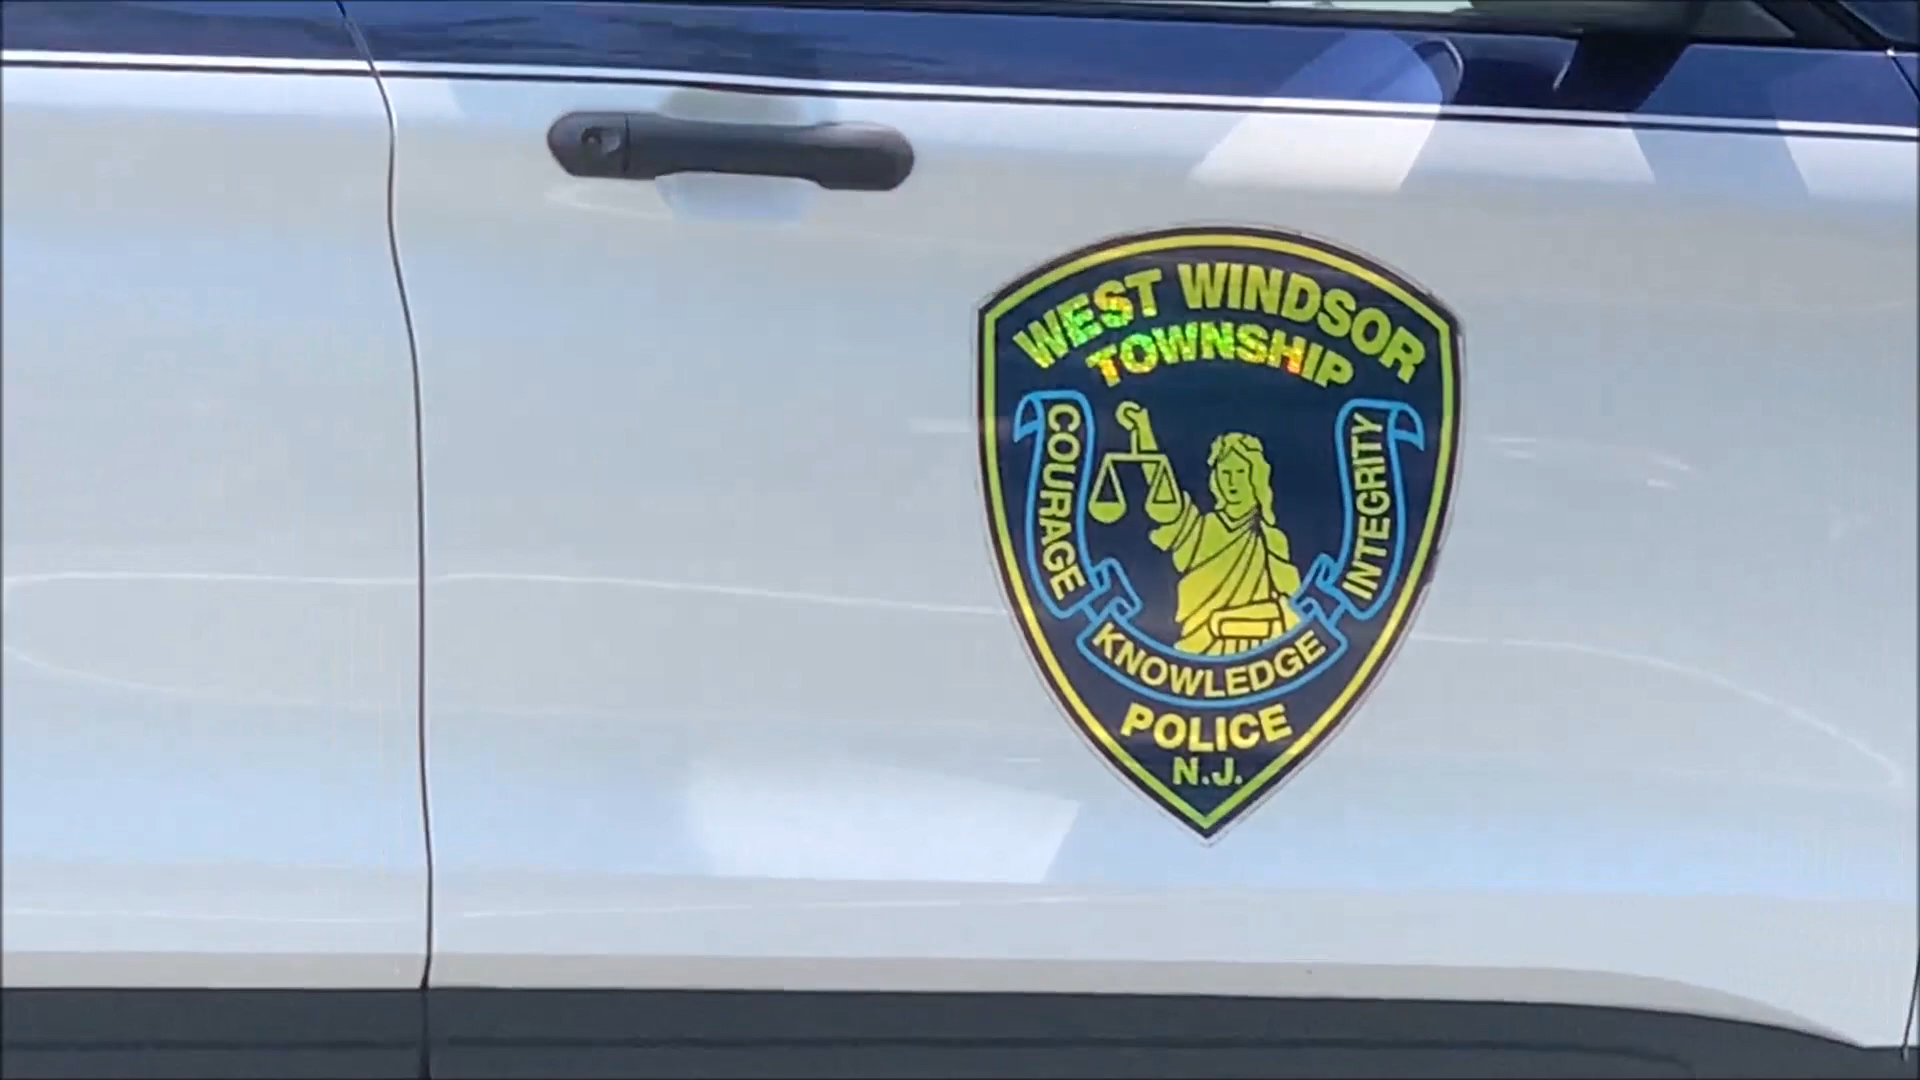 WEST WINDSOR
TOWNSHIP
COURAGE
KNOWLEDGE
INTEGRITY
POLICE
N.J.